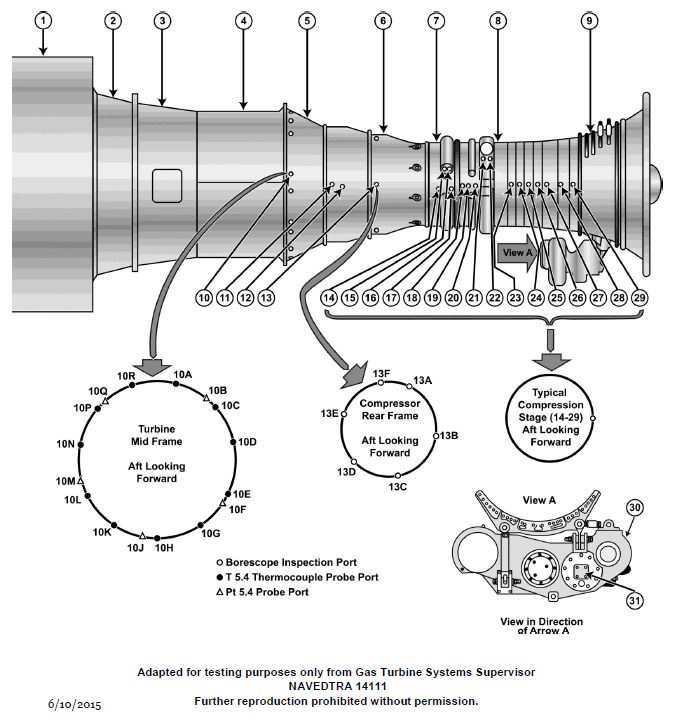 1 2 3 4 5 6 7 8 9
View A
10 11 12 13 14 15 16 17 18 19 20 21 22 23 24 25 26 27 28 29
10R 10A
10Q 10B
10P 10C
10N 10D
10M 10E
10L 10F
10K 10G
10J 10H
Turbine
Mid Frame
Aft Looking
Forward
13F 13A
13E 13B
13D 13C
Compressor
Rear Frame
Aft Looking
Forward
Typical
Compression
Stage (14-29)
Aft Looking
Forward
View A
30
31
View in Direction
of Arrow A
Borescope Inspection Port
T 5.4 Thermocouple Probe Port
Pt 5.4 Probe Port
Adapted for testing purposes only from Gas Turbine Systems Supervisor
NAVEDTRA 14111
6/10/2015
Further reproduction prohibited without permission.